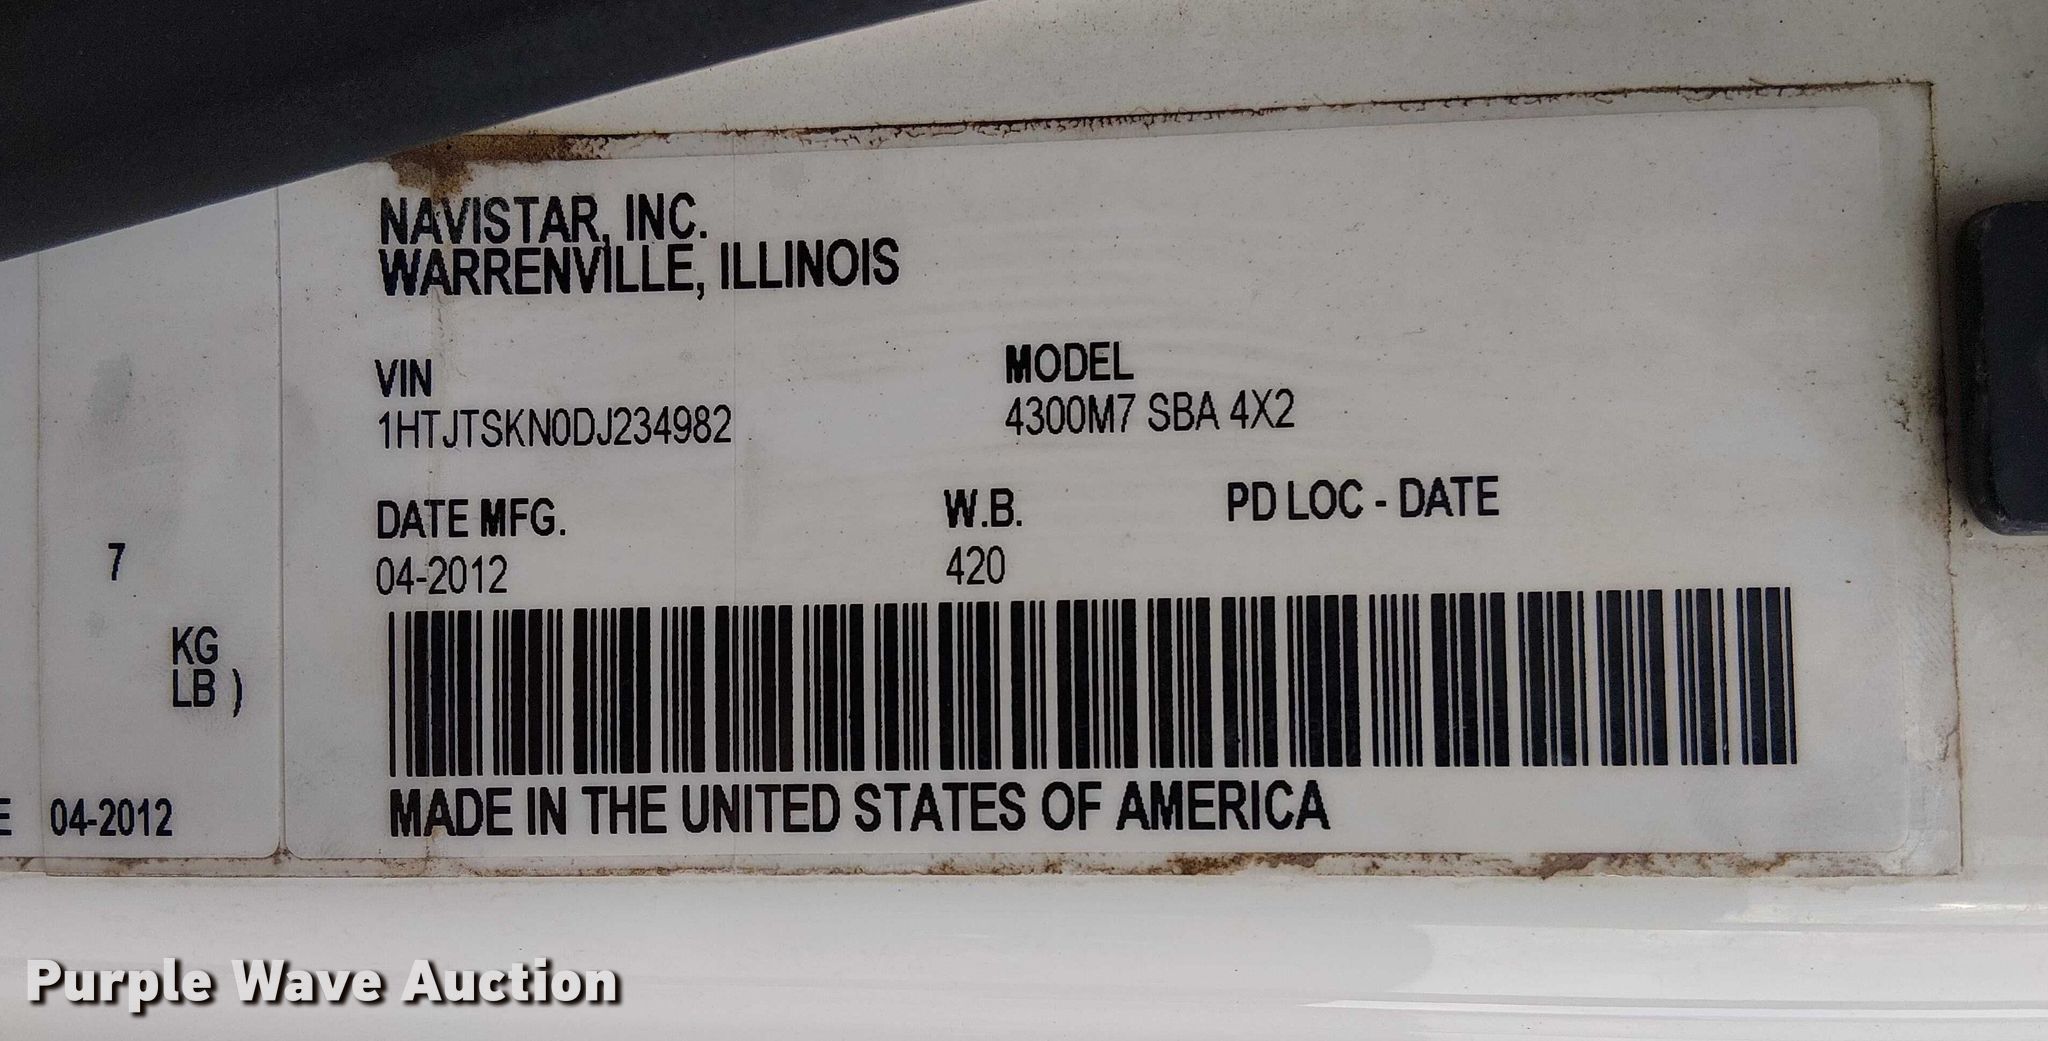 NAVISTAR, INC.
WARRENVILLE, ILLINOIS
VIN
1HTJTSKN0DJ234982
MODEL
4300M7 SBA 4X2
DATE MFG.
04-2012
W.B.
420
PD LOC - DATE
MADE IN THE UNITED STATES OF AMERICA
7
KG
LB )
E 04-2012
Purple Wave Auction